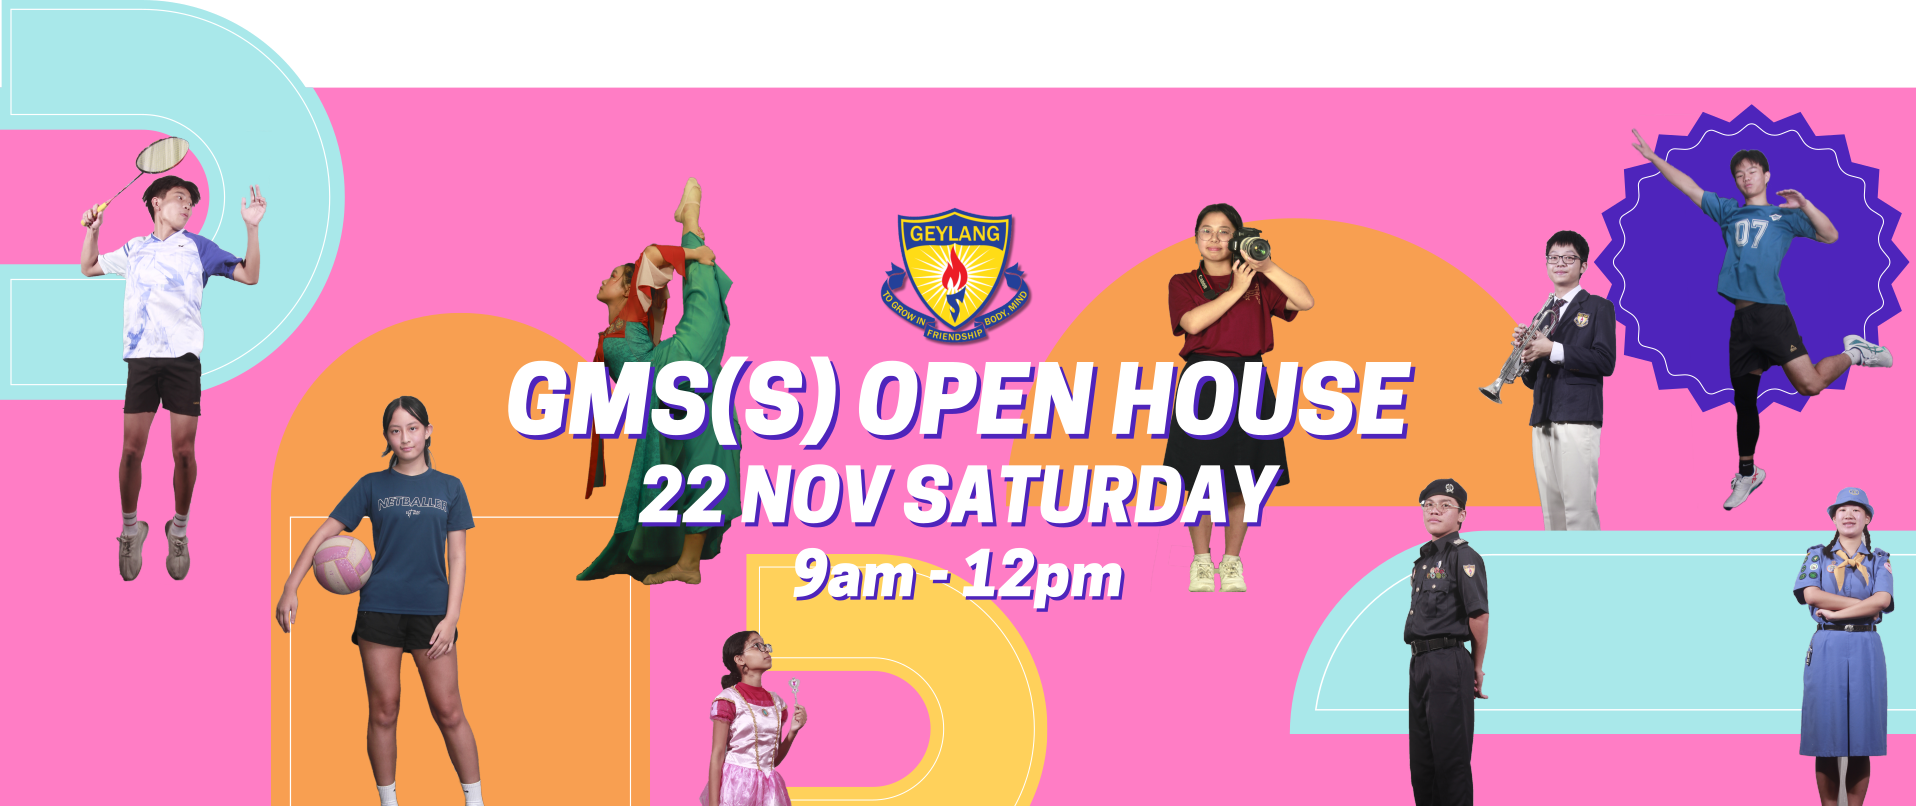 GEYLANG
TO GROW IN FRIENDSHIP BODY, MIND
GMS(S) OPEN HOUSE
22 NOV SATURDAY
9am - 12pm
07
NETBALLER